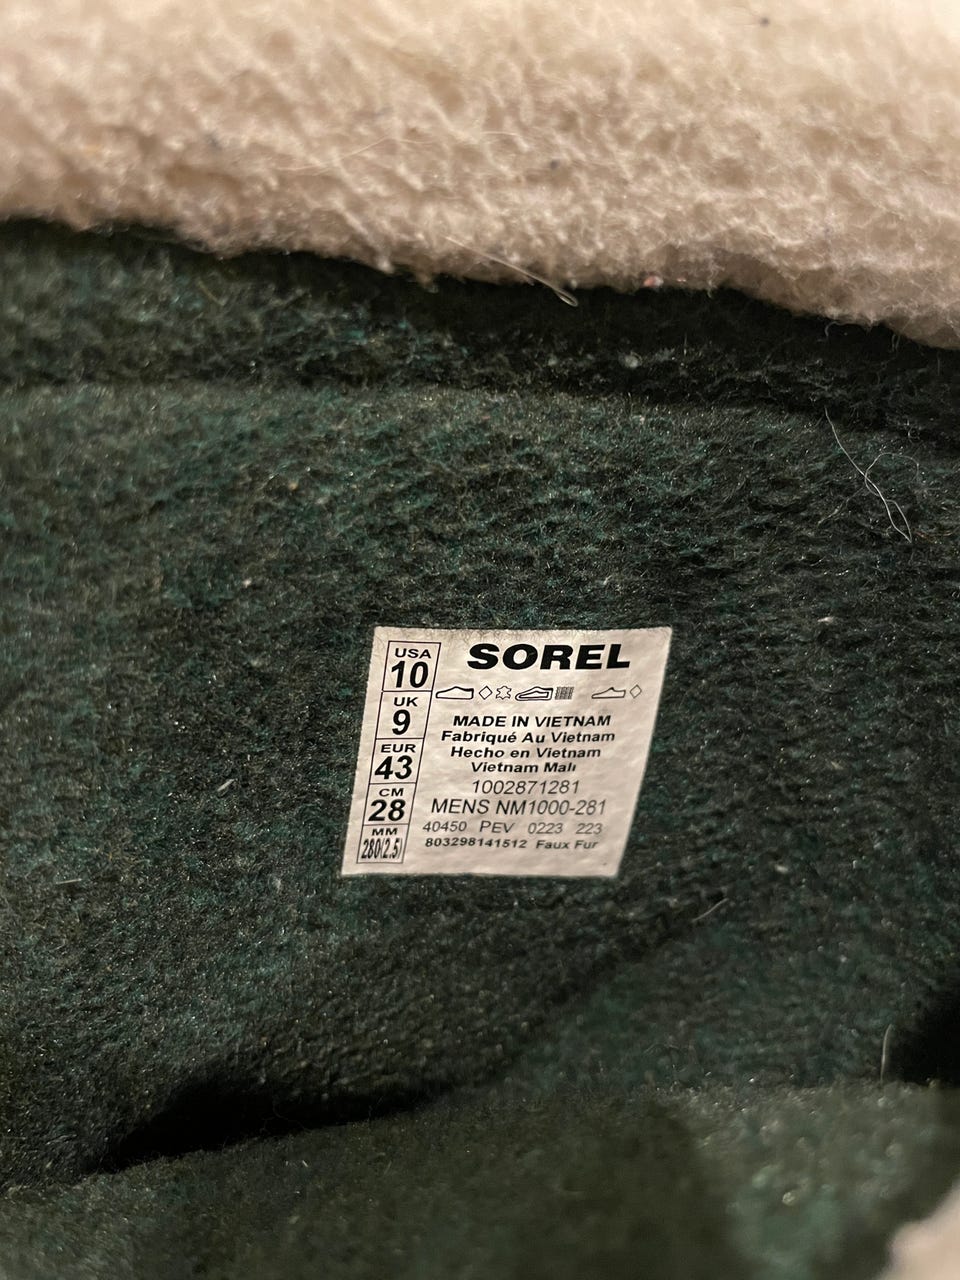 USA
10
UK
9
EUR
43
CM
28
MM
280(2.5)
SOREL
MADE IN VIETNAM
Fabriqué Au Vietnam
Hecho en Vietnam
Vietnam Malı
1002871281
MENS NM1000-281
40450 PEV 0223 223
803298141512 Faux Fur